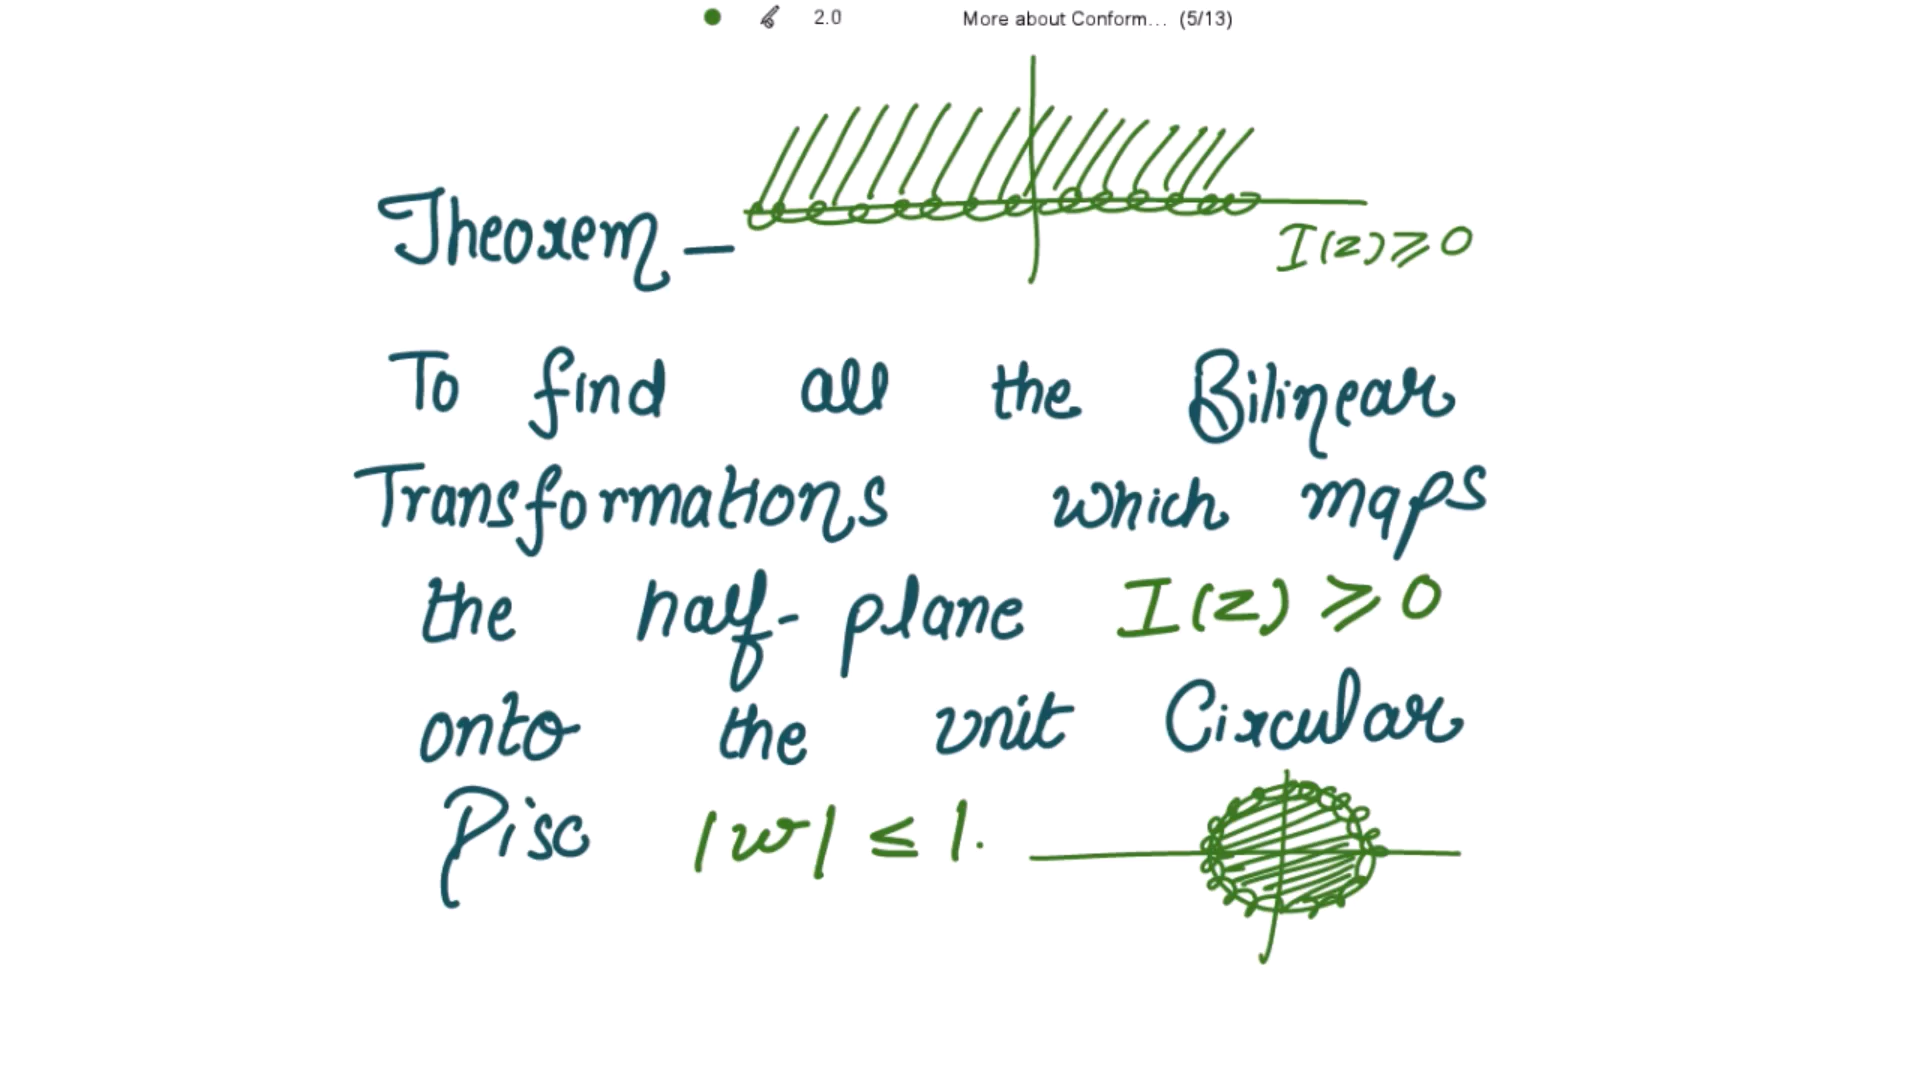 2.0 More about Conform... (5/13)
Theorem —
I(z) ≥ 0
To find all the Bilinear
Transformations which maps
the half-plane I(z) ≥ 0
onto the unit Circular
Disc |w| ≤ 1.